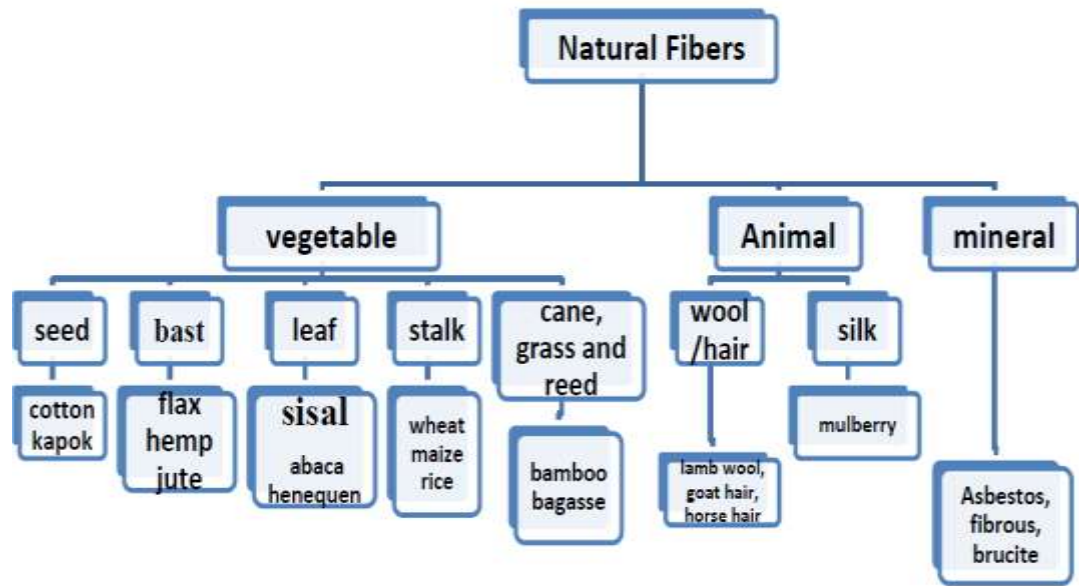 Natural Fibers
vegetable
Animal
mineral
seed
bast
leaf
stalk
cane,
grass and
reed
wool
/hair
silk
cotton
kapok
flax
hemp
jute
sisal
abaca
henequen
wheat
maize
rice
bamboo
bagasse
lamb wool,
goat hair,
horse hair
mulberry
Asbestos,
fibrous,
brucite